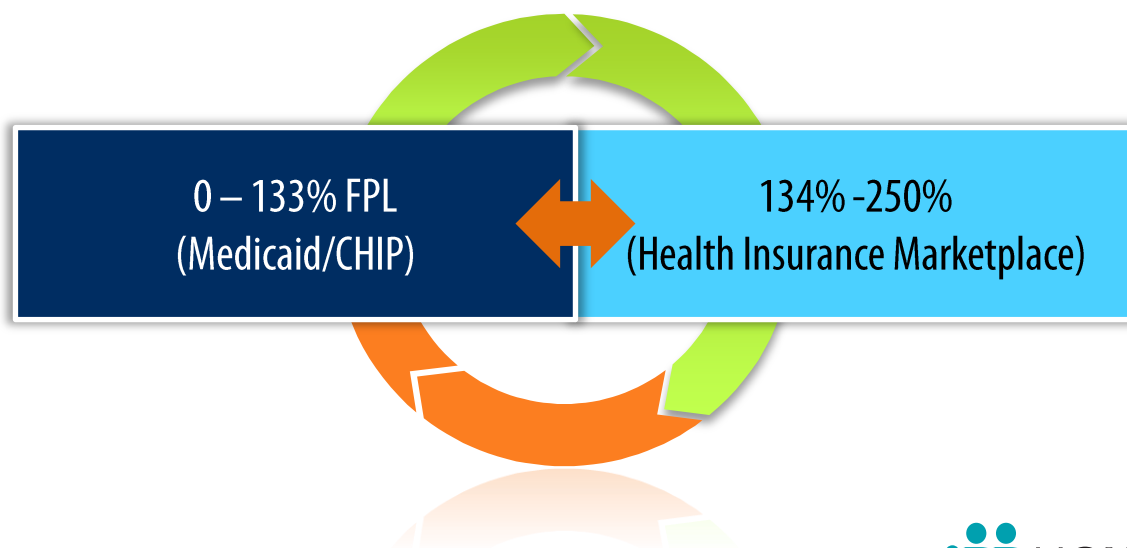 0 – 133% FPL
(Medicaid/CHIP)
134% -250%
(Health Insurance Marketplace)